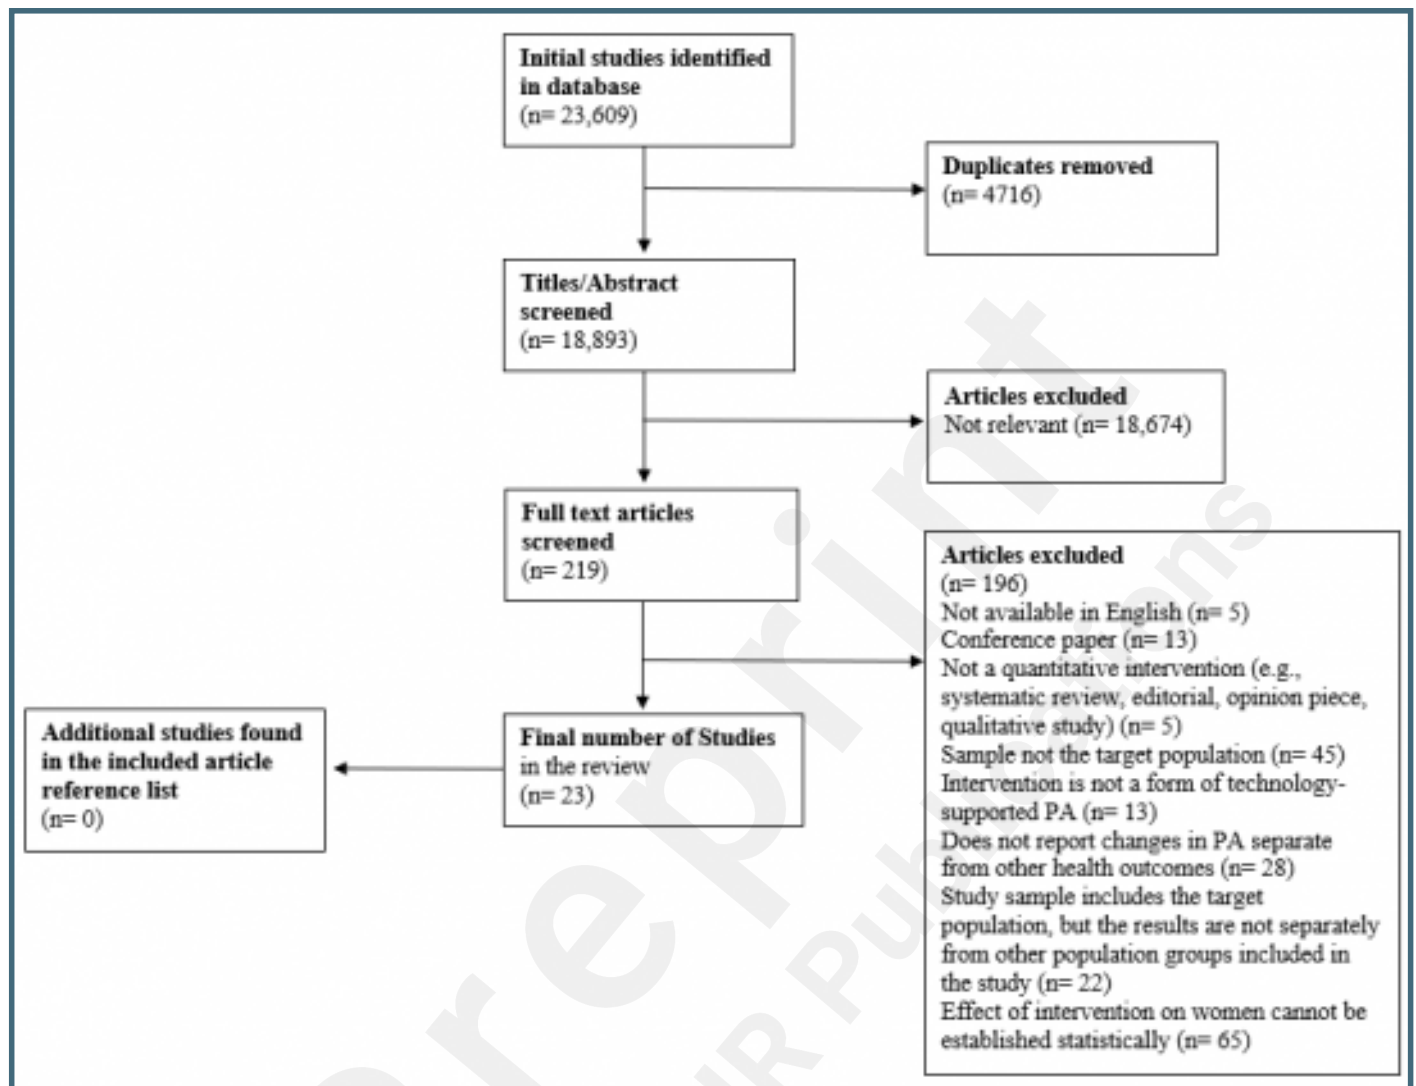 Initial studies identified
in database
(n= 23,609)
Duplicates removed
(n= 4716)
Titles/Abstract
screened
(n= 18,893)
Articles excluded
Not relevant (n= 18,674)
Full text articles
screened
(n= 219)
Articles excluded
(n= 196)
Not available in English (n= 5)
Conference paper (n= 13)
Not a quantitative intervention (e.g.,
systematic review, editorial, opinion piece,
qualitative study) (n= 5)
Sample not the target population (n= 45)
Intervention is not a form of technology-
supported PA (n= 13)
Does not report changes in PA separate
from other health outcomes (n= 28)
Study sample includes the target
population, but the results are not separately
from other population groups included in
the study (n= 22)
Effect of intervention on women cannot be
established statistically (n= 65)
Additional studies found
in the included article
reference list
(n= 0)
Final number of Studies
in the review
(n= 23)
reprint
R Publications